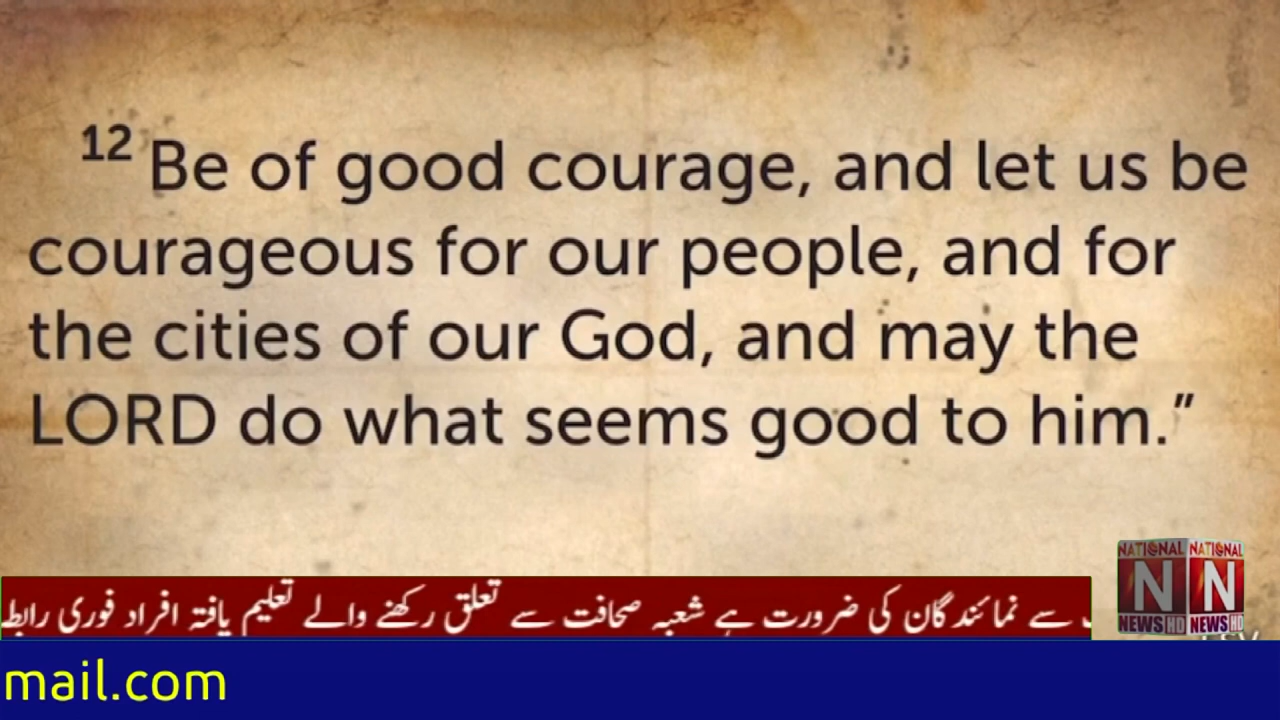 12 Be of good courage, and let us be
courageous for our people, and for
the cities of our God, and may the
LORD do what seems good to him.”
سے نمائندگان کی ضرورت ہے شعبہ صحافت سے تعلق رکھنے والے تعلیم یافتہ افراد فوری
NATIONAL NATIONAL
N N
NEWS HD NEWS HD
mail.com